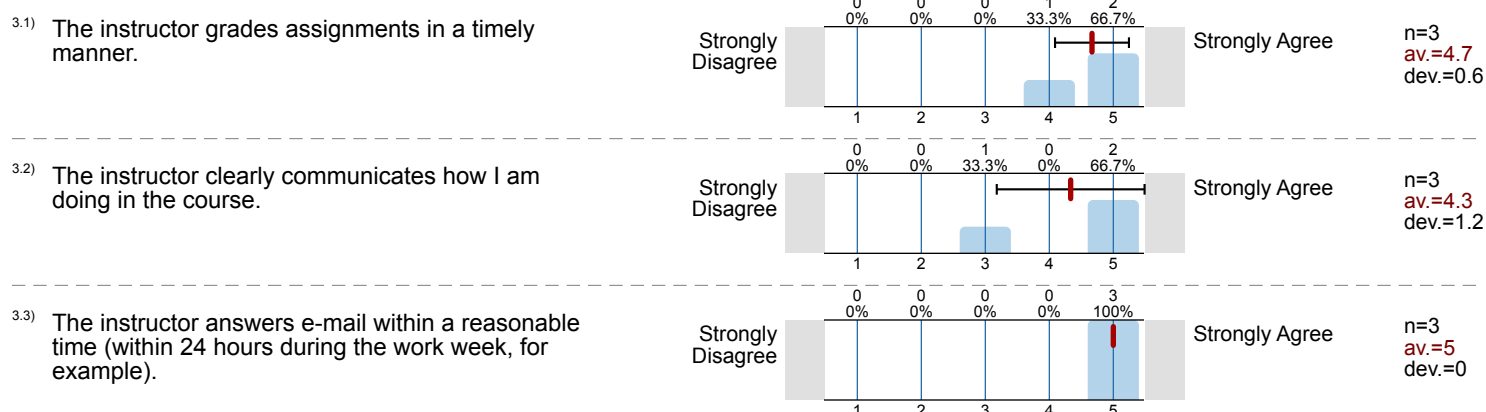 0 0 0 1 2
0% 0% 0% 33.3% 66.7%
3.1) The instructor grades assignments in a timely
manner.
Strongly
Disagree
Strongly Agree
n=3
av.=4.7
dev.=0.6
1 2 3 4 5
0 0 1 0 2
0% 0% 33.3% 0% 66.7%
3.2) The instructor clearly communicates how I am
doing in the course.
Strongly
Disagree
Strongly Agree
n=3
av.=4.3
dev.=1.2
1 2 3 4 5
0 0 0 0 3
0% 0% 0% 0% 100%
3.3) The instructor answers e-mail within a reasonable
time (within 24 hours during the work week, for
example).
Strongly
Disagree
Strongly Agree
n=3
av.=5
dev.=0
1 2 3 4 5